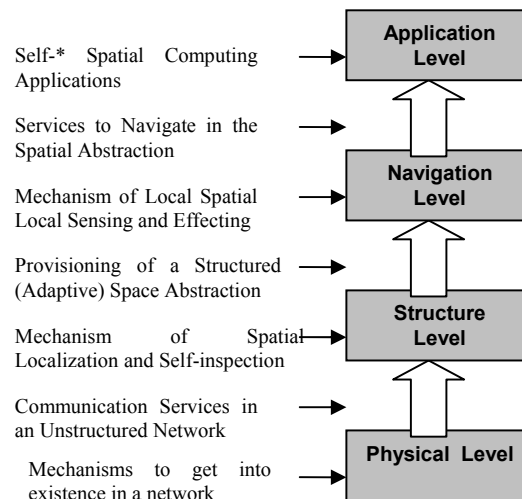 Application
Level
Self-* Spatial Computing
Applications
Services to Navigate in the
Spatial Abstraction
Navigation
Level
Mechanism of Local Spatial
Local Sensing and Effecting
Provisioning of a Structured
(Adaptive) Space Abstraction
Structure
Level
Mechanism of Spatial
Localization and Self-inspection
Communication Services in
an Unstructured Network
Physical Level
Mechanisms to get into
existence in a network